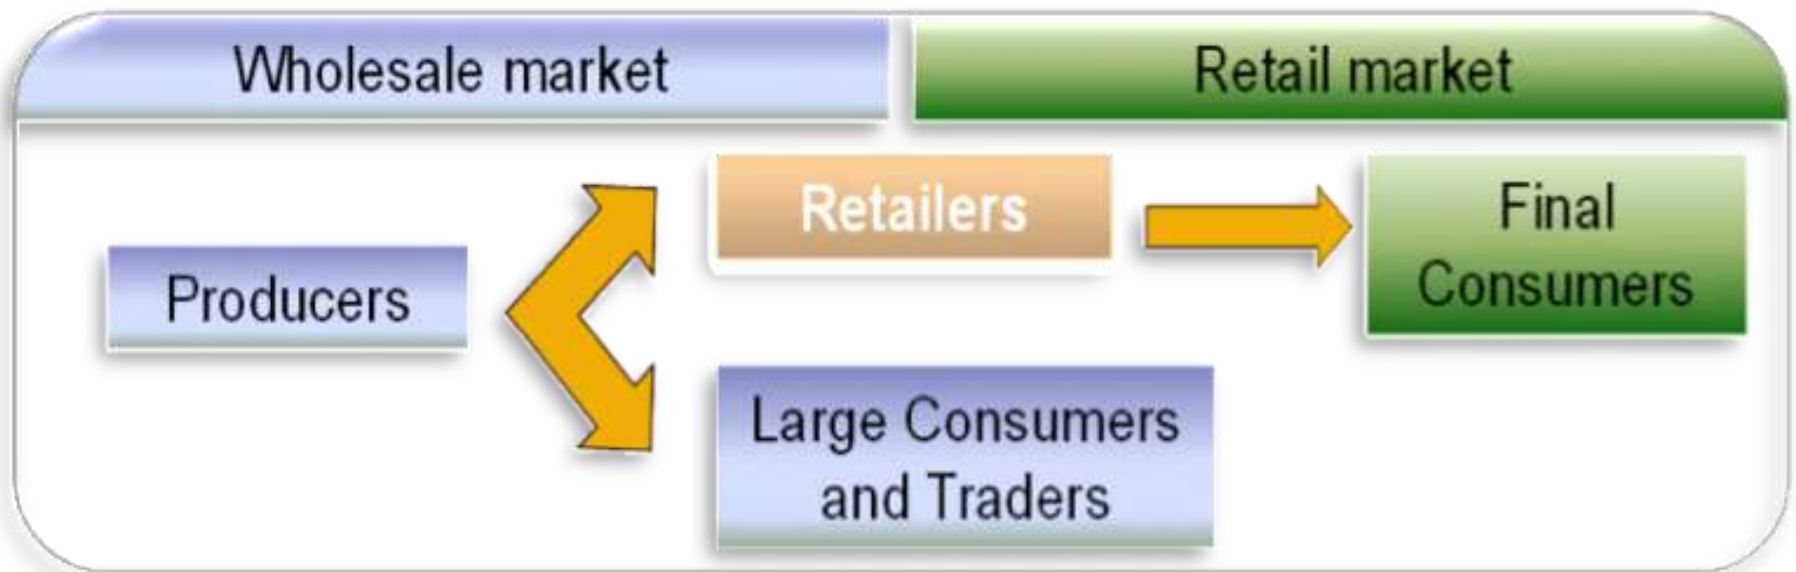 Wholesale market
Retail market
Retailers
Final
Consumers
Producers
Large Consumers
and Traders